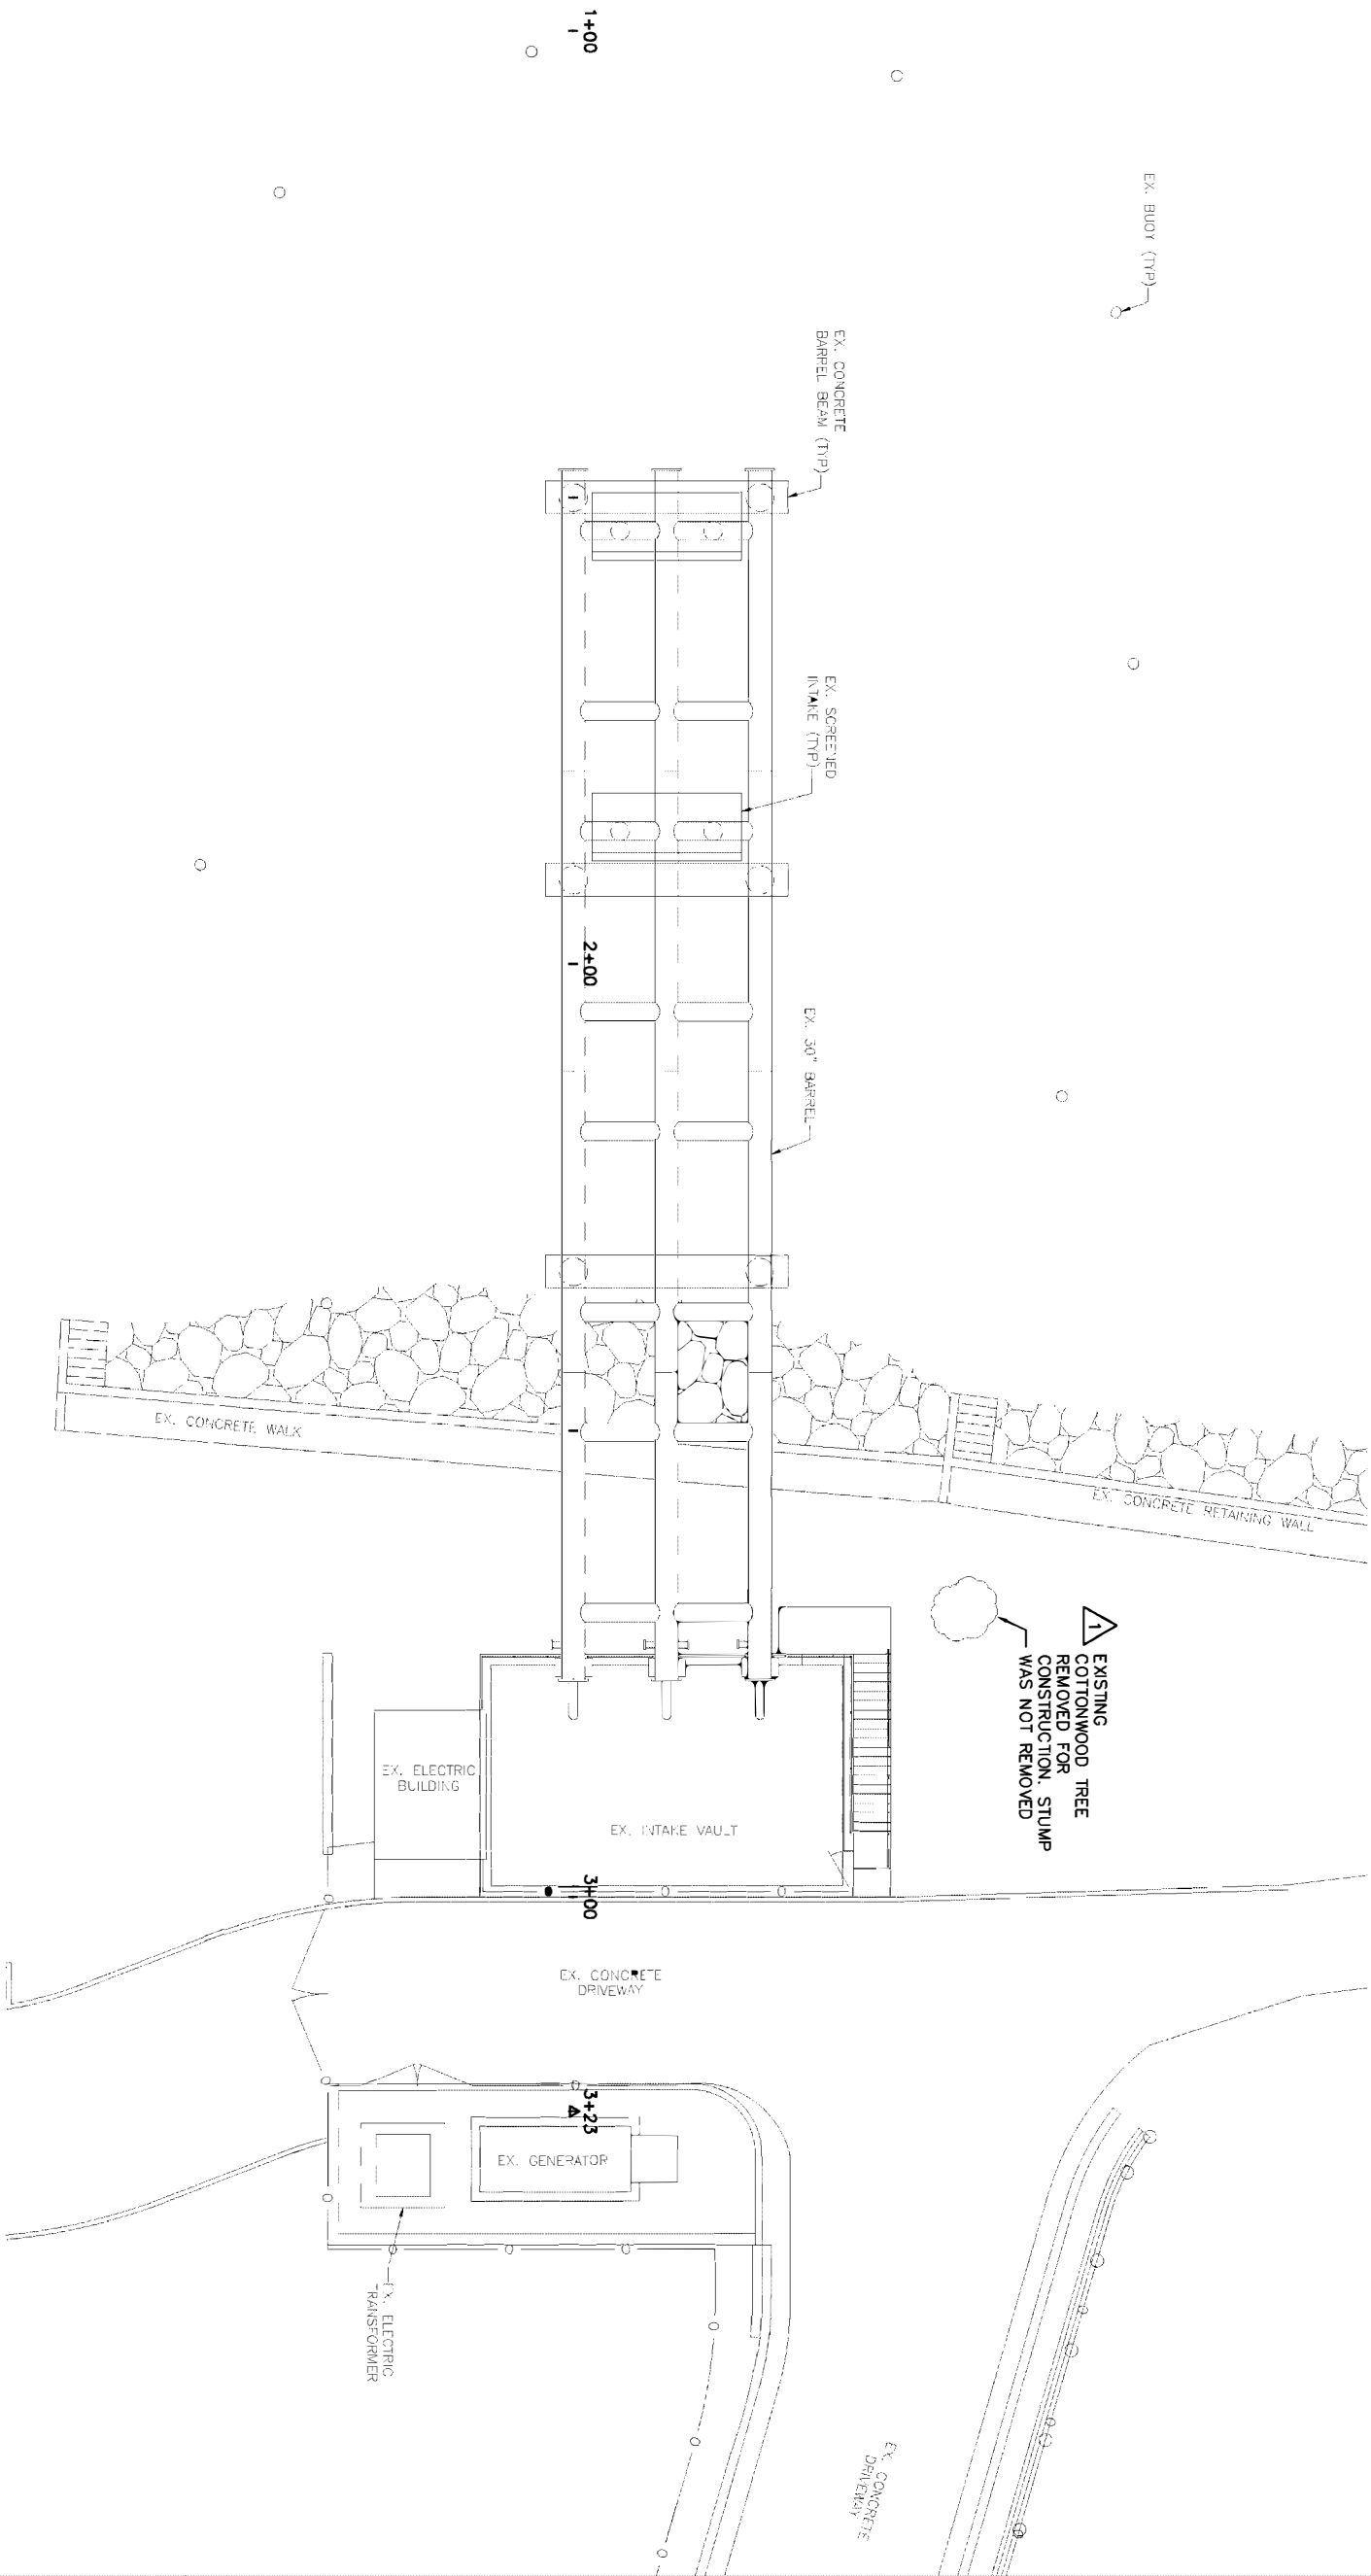 1+00
EX. BUOY (TYP)
EX. CONCRETE
BARREL BEAM (TYP)
EX. SCREENED
INTAKE (TYP)
2+00
EX. 30" BARREL
EX. CONCRETE WALK
EX. CONCRETE RETAINING WALL
1
EXISTING
COTTONWOOD TREE
REMOVED FOR
CONSTRUCTION. STUMP
WAS NOT REMOVED
EX. ELECTRIC
BUILDING
EX. INTAKE VAULT
3+00
EX. CONCRETE
DRIVEWAY
3+23
EX. GENERATOR
EX. ELECTRIC
TRANSFORMER
EX. CONCRETE
DRIVEWAY